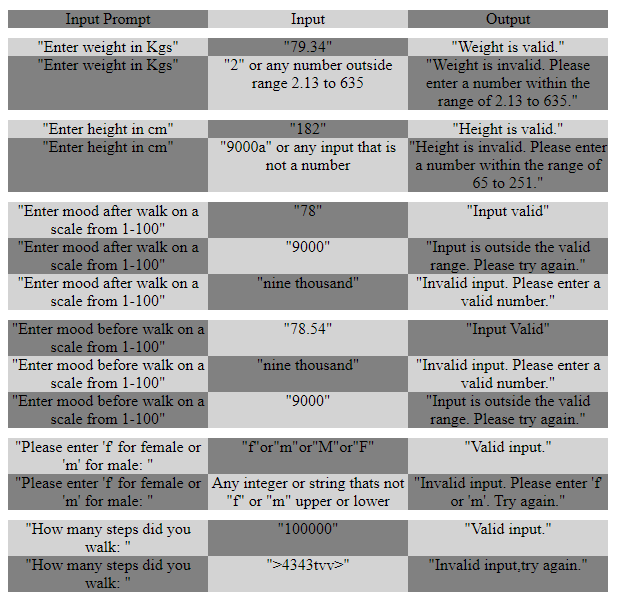 Input Prompt Input Output
"Enter weight in Kgs" "79.34" "Weight is valid."
"Enter weight in Kgs" "2" or any number outside "Weight is invalid. Please
range 2.13 to 635 enter a number within the
range of 2.13 to 635."
"Enter height in cm" "182" "Height is valid."
"Enter height in cm" "9000a" or any input that is "Height is invalid. Please enter
not a number a number within the range of
65 to 251."
"Enter mood after walk on a "78" "Input valid"
scale from 1-100"
"Enter mood after walk on a "9000" "Input is outside the valid
scale from 1-100" range. Please try again."
"Enter mood after walk on a "nine thousand" "Invalid input. Please enter a
scale from 1-100" valid number."
"Enter mood before walk on a "78.54" "Input Valid"
scale from 1-100"
"Enter mood before walk on a "nine thousand" "Invalid input. Please enter a
scale from 1-100" valid number."
"Enter mood before walk on a "9000" "Input is outside the valid
scale from 1-100" range. Please try again."
"Please enter 'f' for female or "f"or"m"or"M"or"F" "Valid input."
'm' for male: "
"Please enter 'f' for female or Any integer or string thats not "Invalid input. Please enter 'f'
'm' for male: " "f" or "m" upper or lower or 'm'. Try again."
"How many steps did you "100000" "Valid input."
walk: "
"How many steps did you ">4343tvv>" "Invalid input,try again."
walk: "